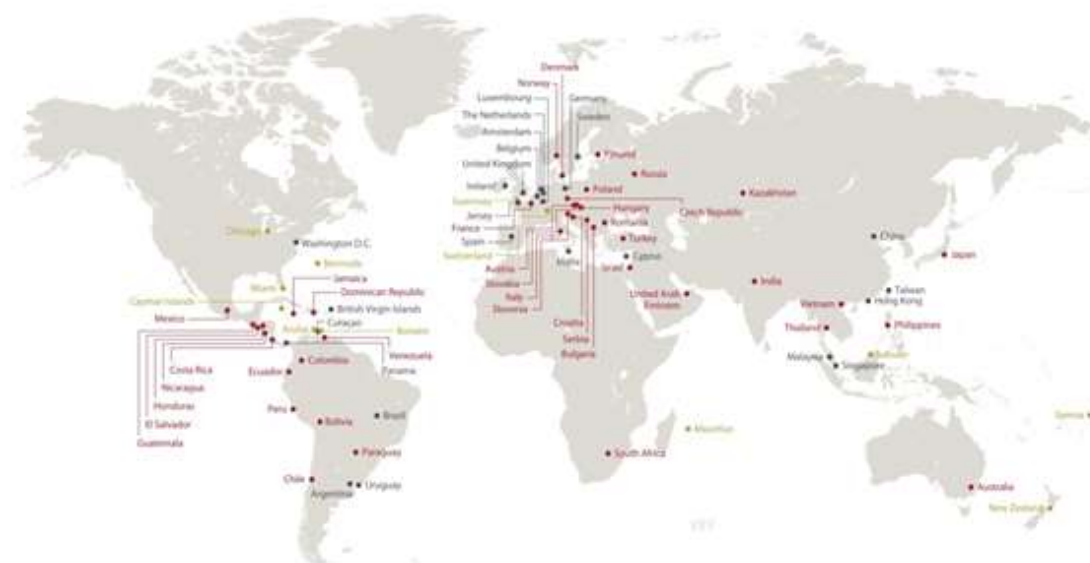 Denmark
Norway
Luxembourg
Germany
The Netherlands
Sweden
Amsterdam
Belgium
United Kingdom
Russia
Ireland
Poland
Kazakhstan
Guernsey
Hungary
Czech Republic
Jersey
Romania
France
Spain
Turkey
Switzerland
Malta
Cyprus
Austria
Israel
Slovakia
Italy
Slovenia
Croatia
Serbia
Bulgaria
United Arab
Emirates
India
China
Japan
Taiwan
Hong Kong
Vietnam
Thailand
Philippines
Malaysia
Singapore
Chicago
Washington D.C.
Bermuda
Miami
Jamaica
Cayman Islands
Dominican Republic
British Virgin Islands
Mexico
Aruba
Curaçao
Bonaire
Venezuela
Panama
Costa Rica
Nicaragua
Honduras
El Salvador
Guatemala
Colombia
Ecuador
Peru
Brazil
Bolivia
Paraguay
Chile
Argentina
Uruguay
Mauritius
South Africa
Samoa
Australia
New Zealand